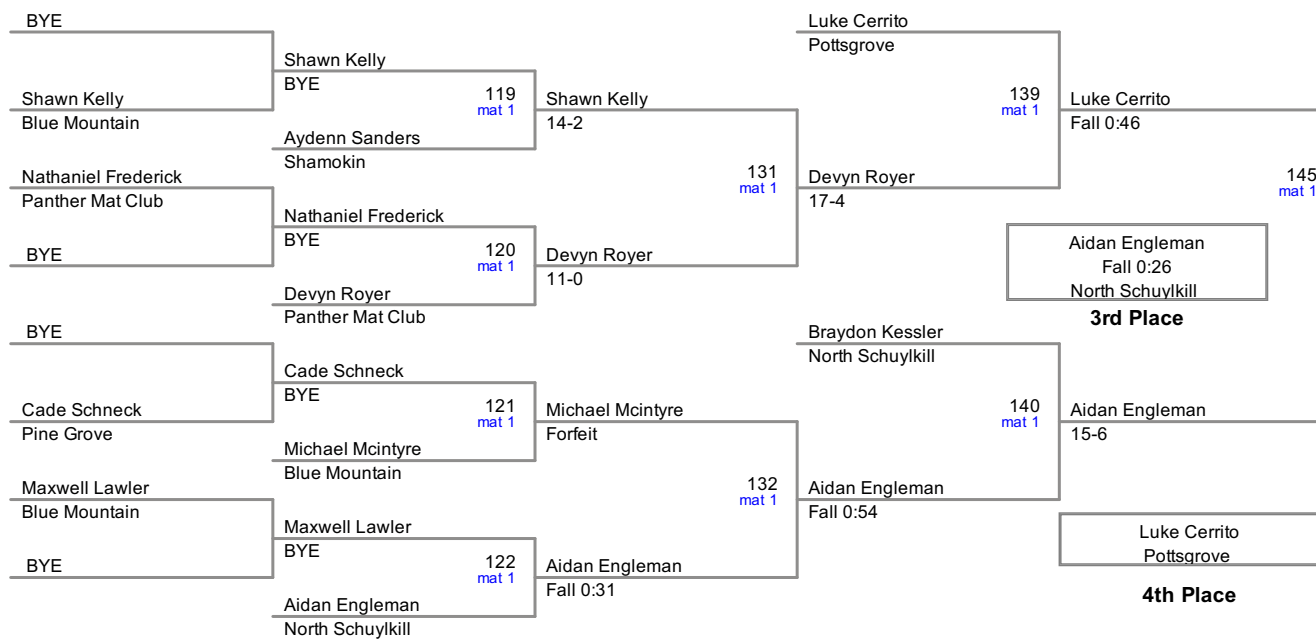 BYE
Luke Cerrito
Pottsgrove
Shawn Kelly
BYE
119
mat 1
139
mat 1
Shawn Kelly
Blue Mountain
Shawn Kelly
14-2
Luke Cerrito
Fall 0:46
Aydenn Sanders
Shamokin
Nathaniel Frederick
Panther Mat Club
131
mat 1
Devyn Royer
17-4
145
mat 1
Nathaniel Frederick
BYE
120
mat 1
BYE
Devyn Royer
11-0
Aidan Engleman
Fall 0:26
North Schuylkill
3rd Place
Devyn Royer
Panther Mat Club
BYE
Braydon Kessler
North Schuylkill
Cade Schneck
BYE
121
mat 1
140
mat 1
Cade Schneck
Pine Grove
Michael Mcintyre
Forfeit
Aidan Engleman
15-6
Michael Mcintyre
Blue Mountain
Maxwell Lawler
Blue Mountain
132
mat 1
Aidan Engleman
Fall 0:54
Maxwell Lawler
BYE
122
mat 1
Luke Cerrito
Pottsgrove
4th Place
BYE
Aidan Engleman
Fall 0:31
Aidan Engleman
North Schuylkill